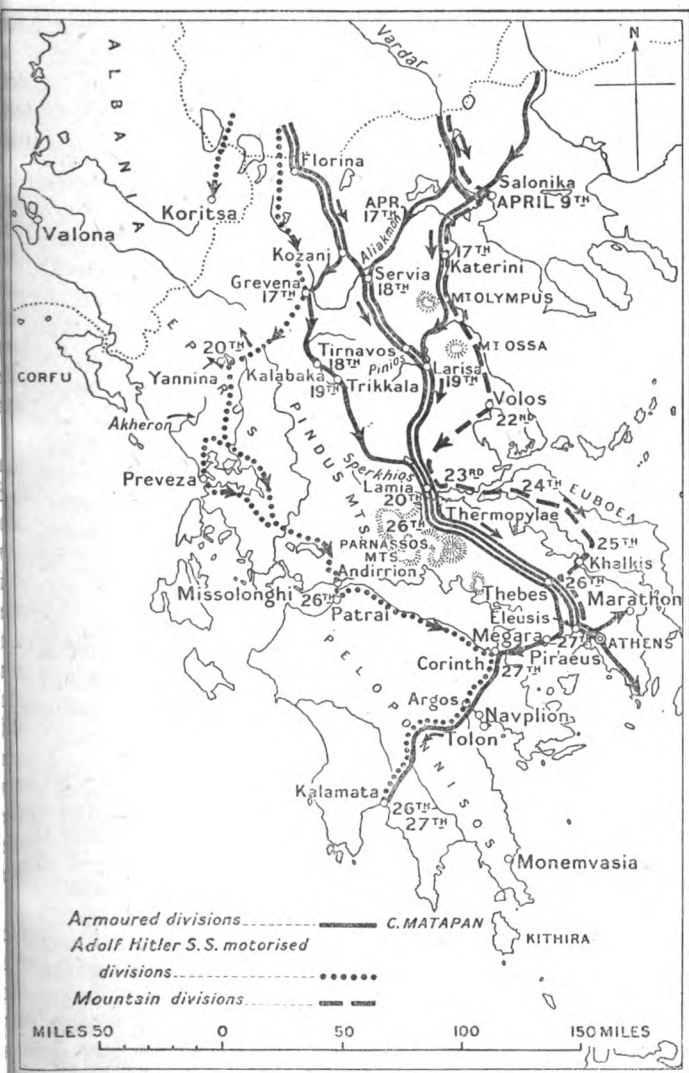 ALBANIA
Vardar
N
Florina
Salonika
APRIL 9TH
Koritsa
APR.
17TH
Aliakmon
Valona
Kozani
17TH
Katerini
Servia
18TH
Grevena
17TH
MT OLYMPUS
EPIRUS
20TH
Tirnavos
18TH
Pinios
MT OSSA
CORFU
Yannina
Kalabaka
19TH
Trikkala
Larisa
19TH
Volos
22ND
Akheron
PINDUS MTS
Preveza
Sperkhios
23RD
24TH
EUBOEA
Lamia
20TH
Thermopylae
26TH
25TH
PARNASSOS
MTS
Khalkis
Andirrion
26TH
Missolonghi
26TH
Patrai
Thebes
Marathon
Eleusis
Megara
27TH
ATHENS
Corinth
27TH
Piraeus
PELOPONNISOS
Argos
Navplion
Tolon
Kalamata
26TH
27TH
Monemvasia
Armoured divisions
C. MATAPAN
Adolf Hitler S.S. motorised
divisions
KITHIRA
Mountain divisions
MILES 50 0 50 100 150 MILES